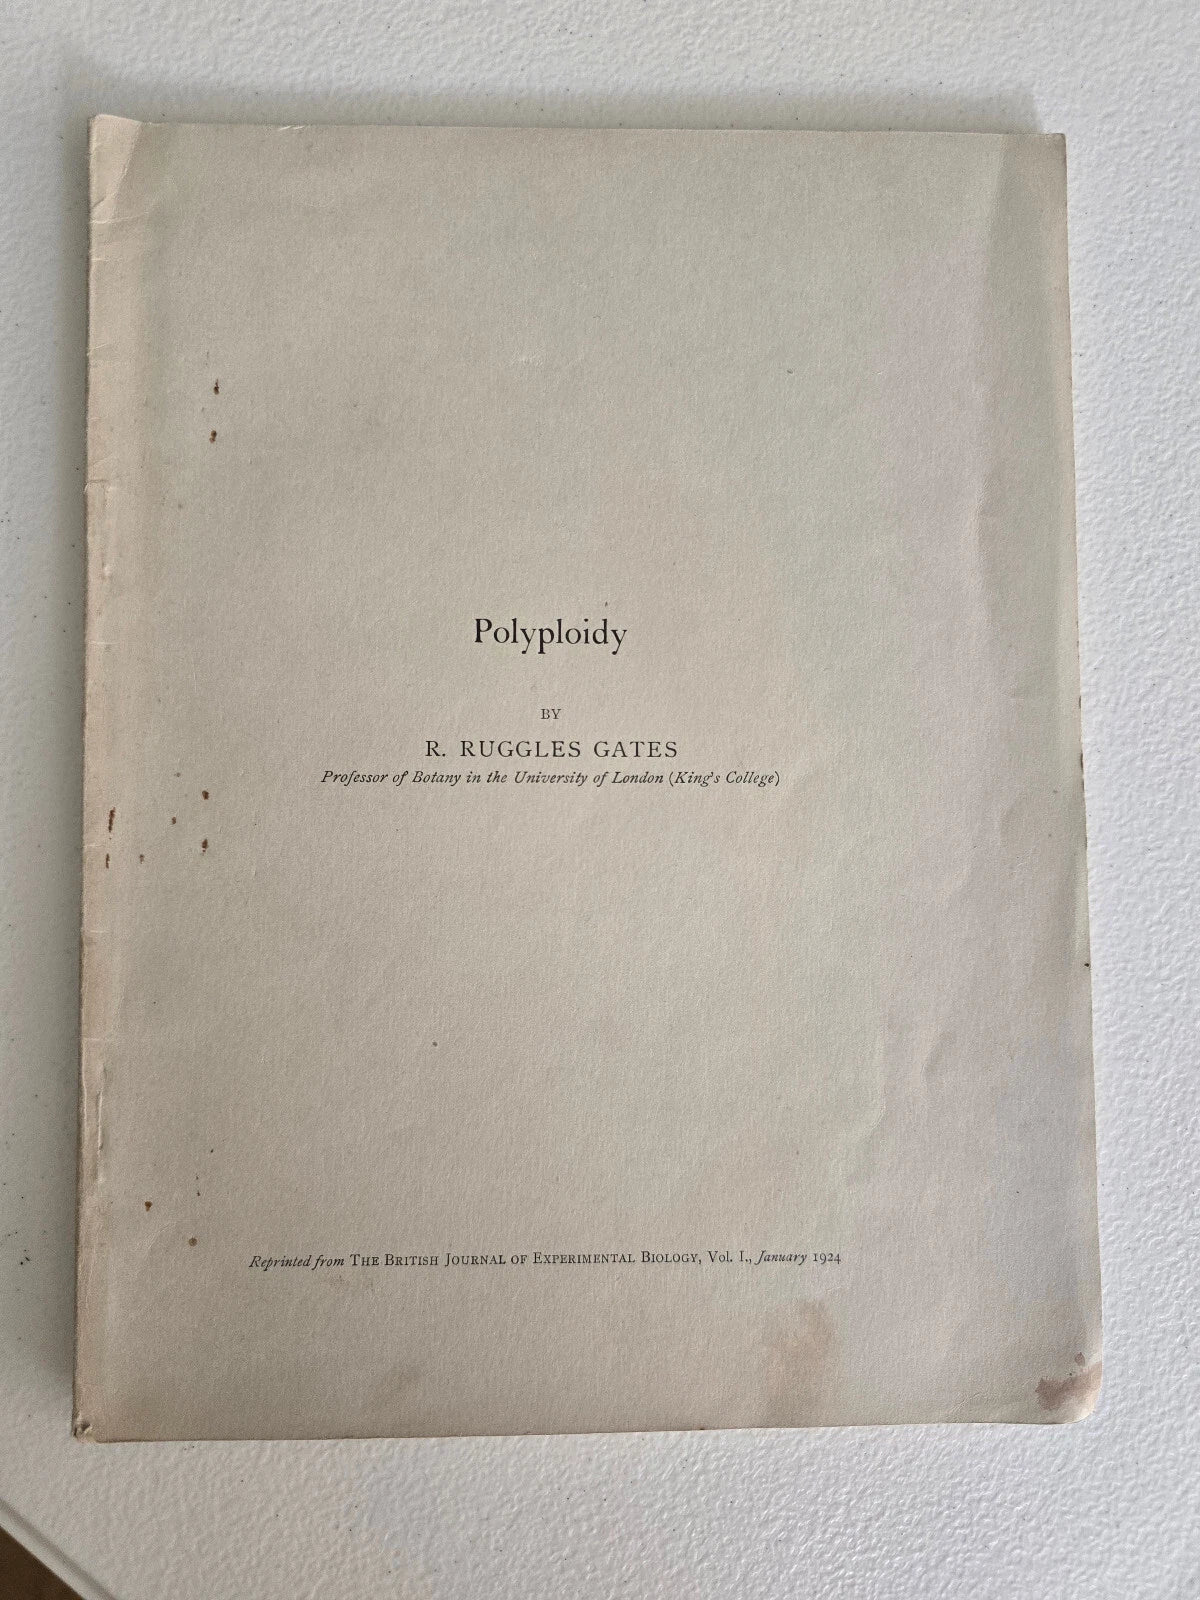 Polyploidy
BY
R. RUGGLES GATES
Professor of Botany in the University of London (King's College)
Reprinted from THE BRITISH JOURNAL OF EXPERIMENTAL BIOLOGY, Vol. I., January 1924